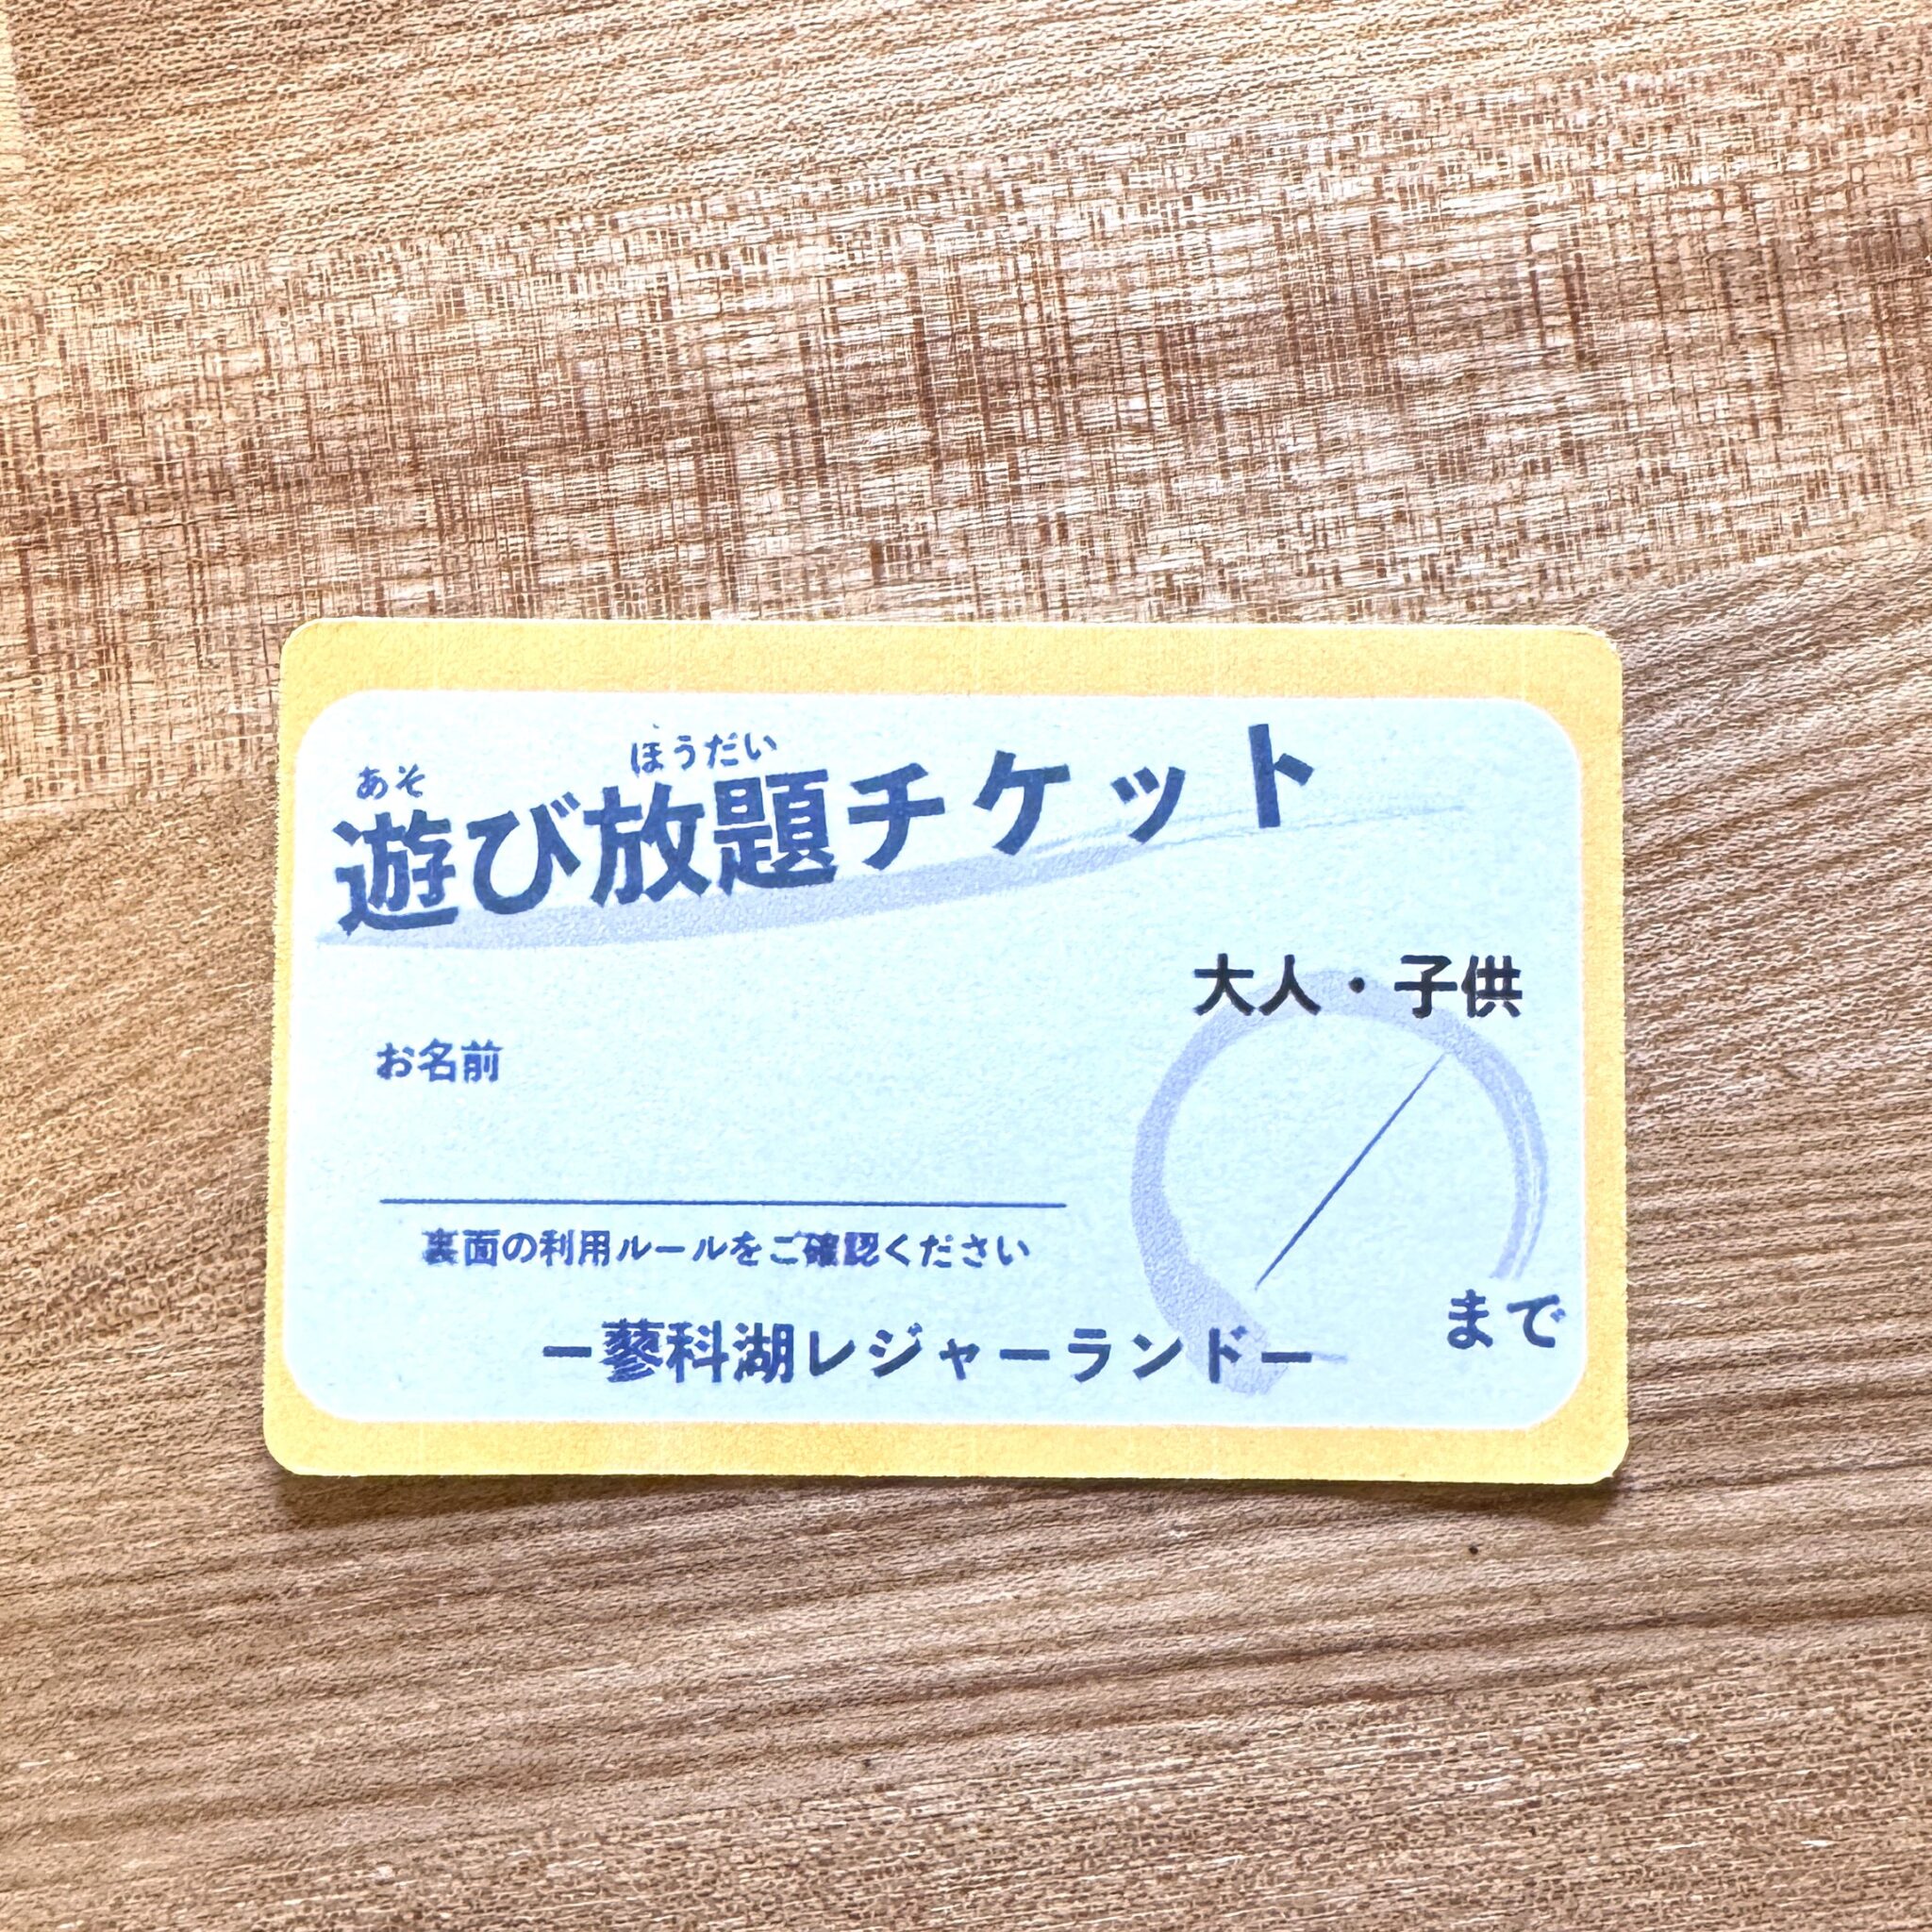 あそ ほうだい
遊び放題チケット
大人・子供
お名前
裏面の利用ルールをご確認ください
まで
ー蓼科湖レジャーランドー